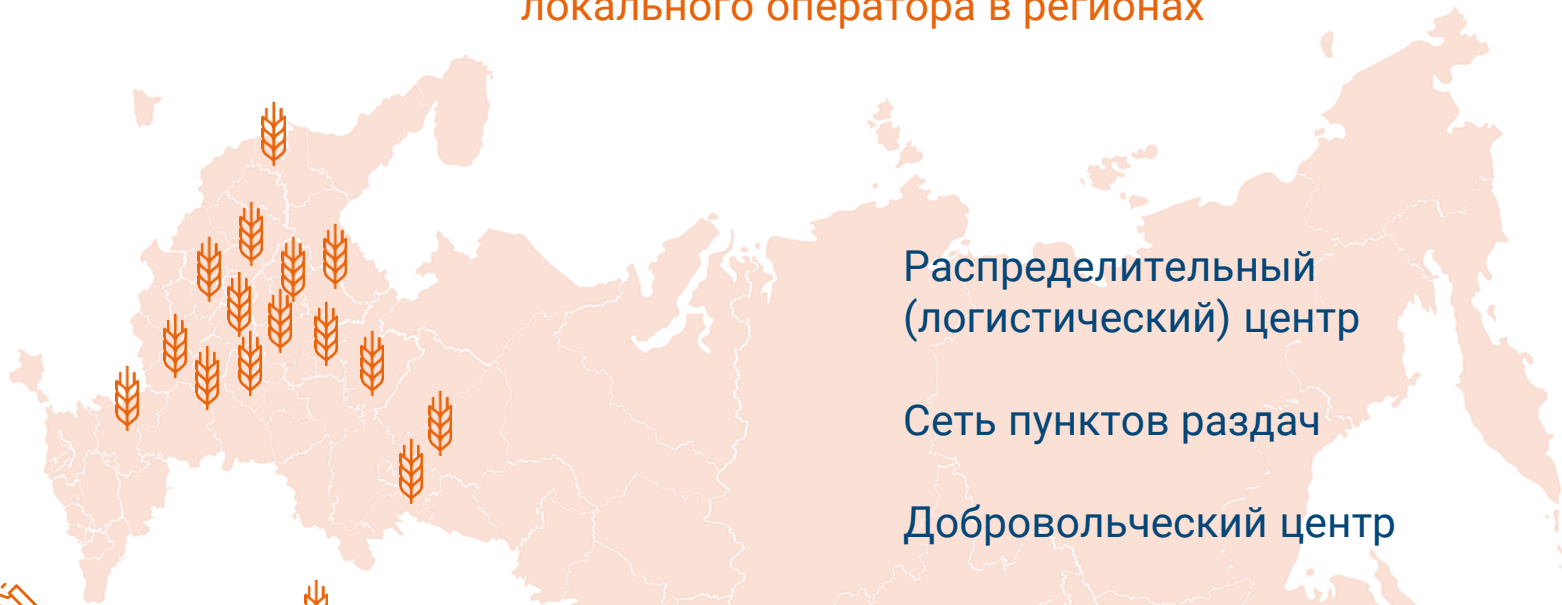 локального оператора в регионах
Распределительный
(логистический) центр
Сеть пунктов раздач
Добровольческий центр